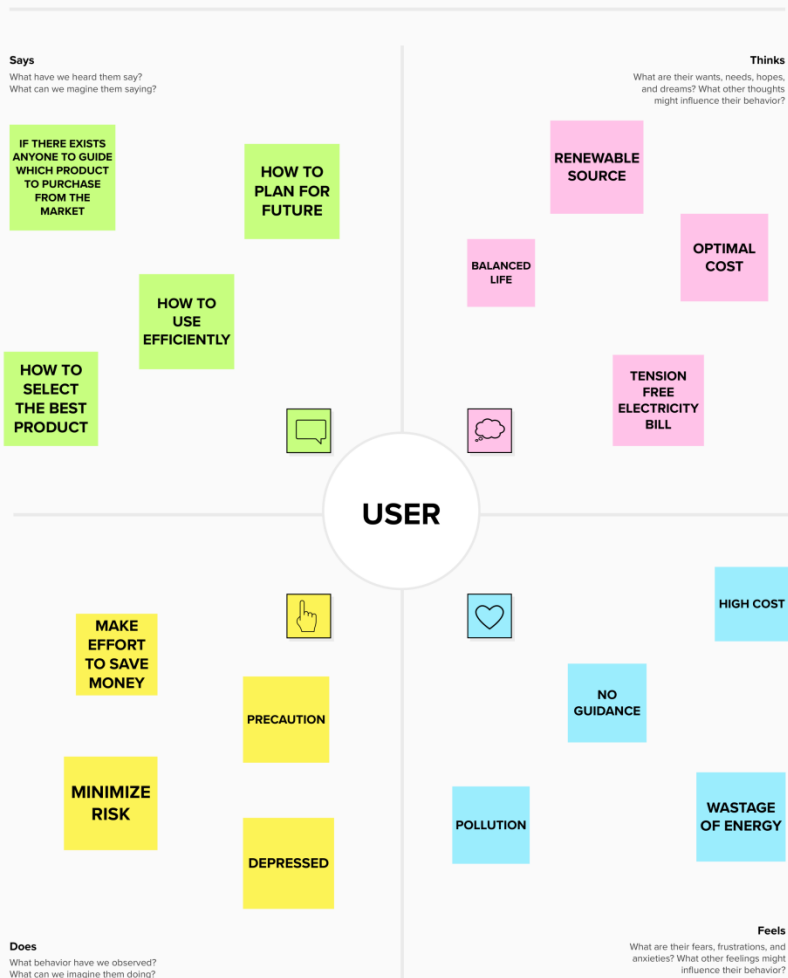 Says
What have we heard them say?
What can we magine them saying?
Thinks
What are their wants, needs, hopes,
and dreams? What other thoughts
might influence their behavior?
IF THERE EXISTS
ANYONE TO GUIDE
WHICH PRODUCT
TO PURCHASE
FROM THE
MARKET
HOW TO
PLAN FOR
FUTURE
HOW TO
USE
EFFICIENTLY
HOW TO
SELECT
THE BEST
PRODUCT
RENEWABLE
SOURCE
BALANCED
LIFE
OPTIMAL
COST
TENSION
FREE
ELECTRICITY
BILL
USER
MAKE
EFFORT
TO SAVE
MONEY
PRECAUTION
MINIMIZE
RISK
DEPRESSED
HIGH COST
NO
GUIDANCE
POLLUTION
WASTAGE
OF ENERGY
Does
What behavior have we observed?
What can we imagine them doing?
Feels
What are their fears, frustrations, and
anxieties? What other feelings might
influence their behavior?